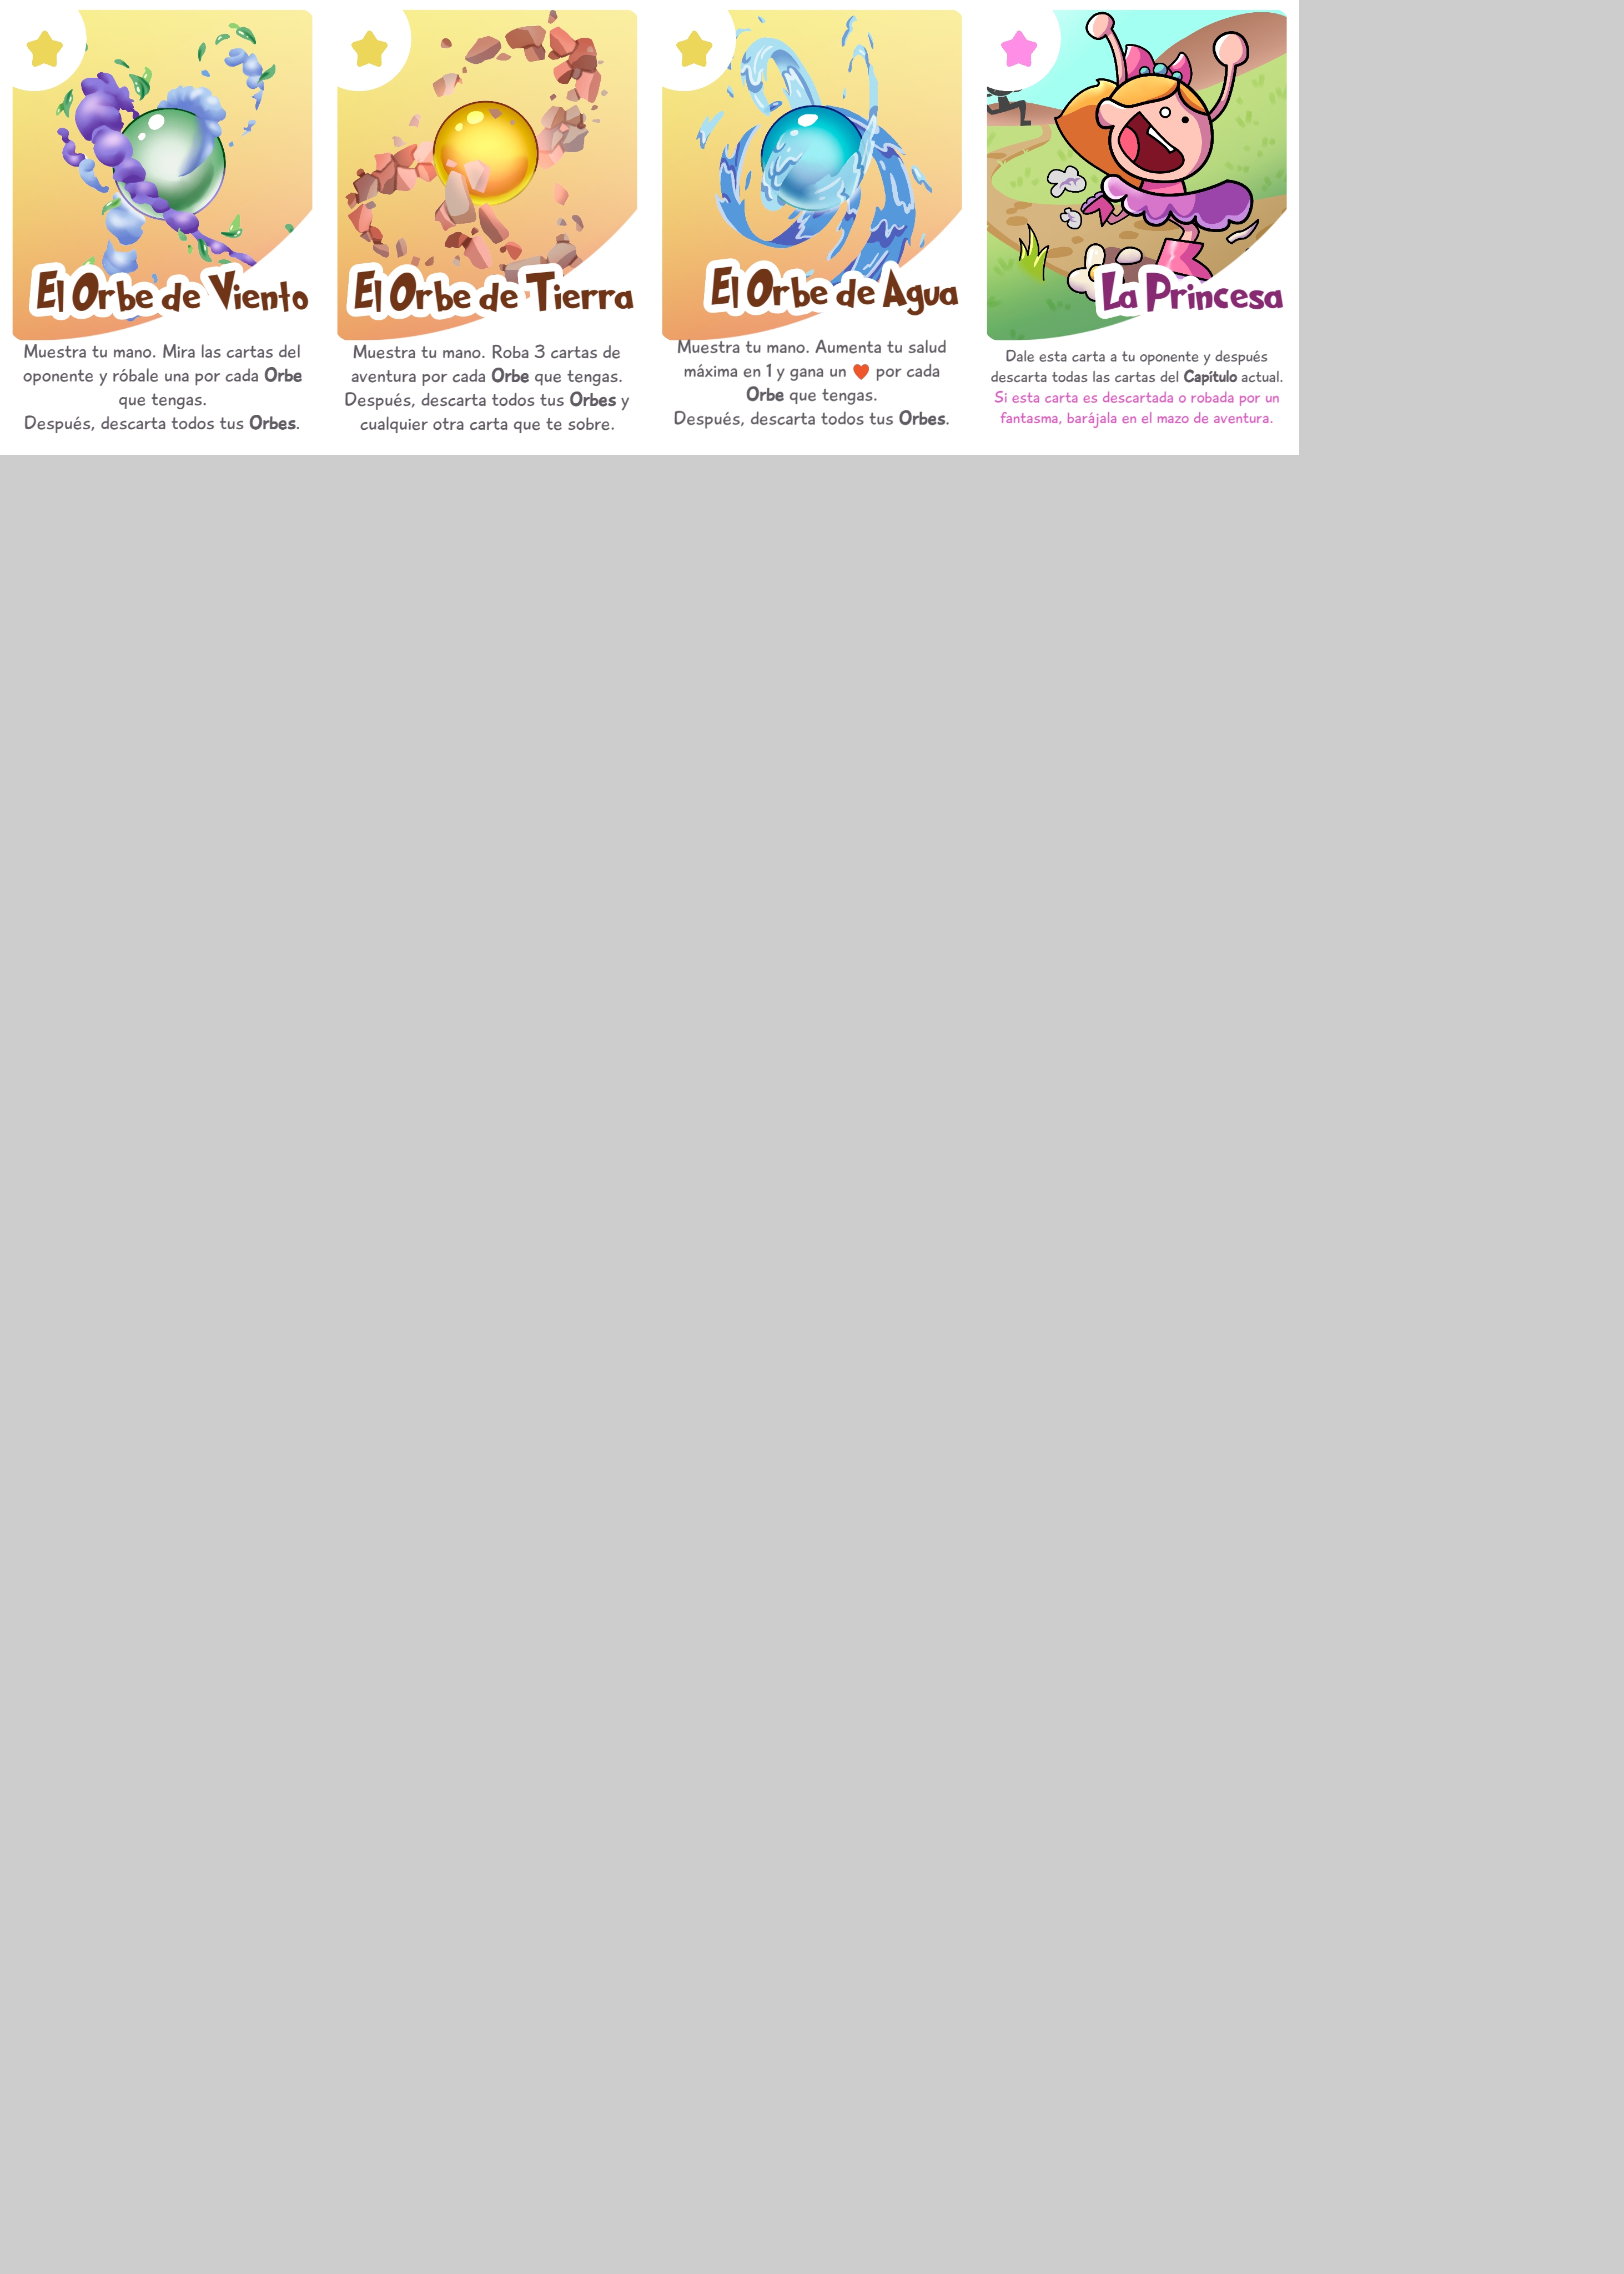 El Orbe de Viento
Muestra tu mano. Mira las cartas del
oponente y róbale una por cada Orbe
que tengas.
Después, descarta todos tus Orbes.
El Orbe de Tierra
Muestra tu mano. Roba 3 cartas de
aventura por cada Orbe que tengas.
Después, descarta todos tus Orbes y
cualquier otra carta que te sobre.
El Orbe de Agua
Muestra tu mano. Aumenta tu salud
máxima en 1 y gana un ❤ por cada
Orbe que tengas.
Después, descarta todos tus Orbes.
La Princesa
Dale esta carta a tu oponente y después
descarta todas las cartas del Capítulo actual.
Si esta carta es descartada o robada por un
fantasma, barájala en el mazo de aventura.